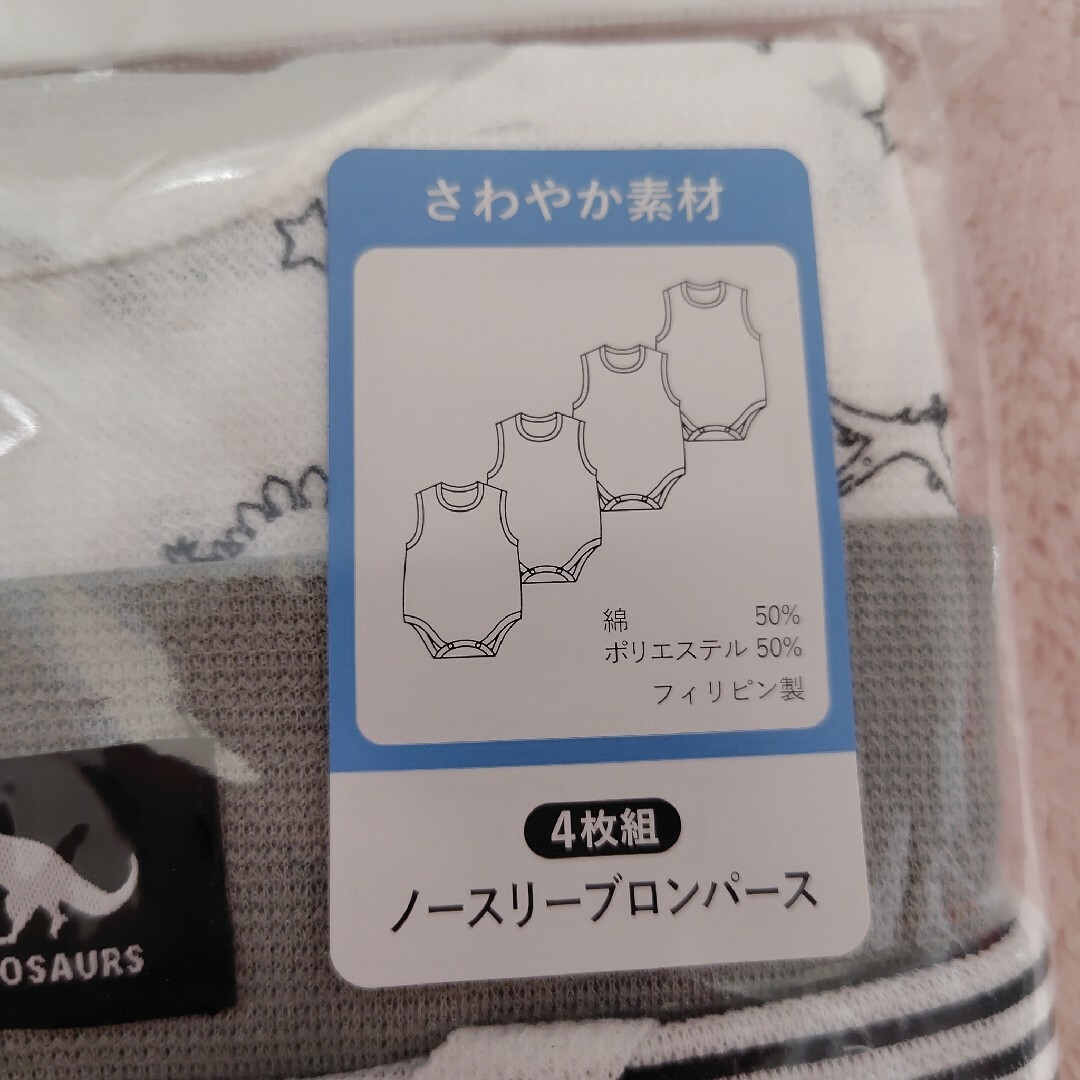 さわやか素材
綿 50%
ポリエステル 50%
フィリピン製
4枚組
ノースリーブロンパース
OSAURS